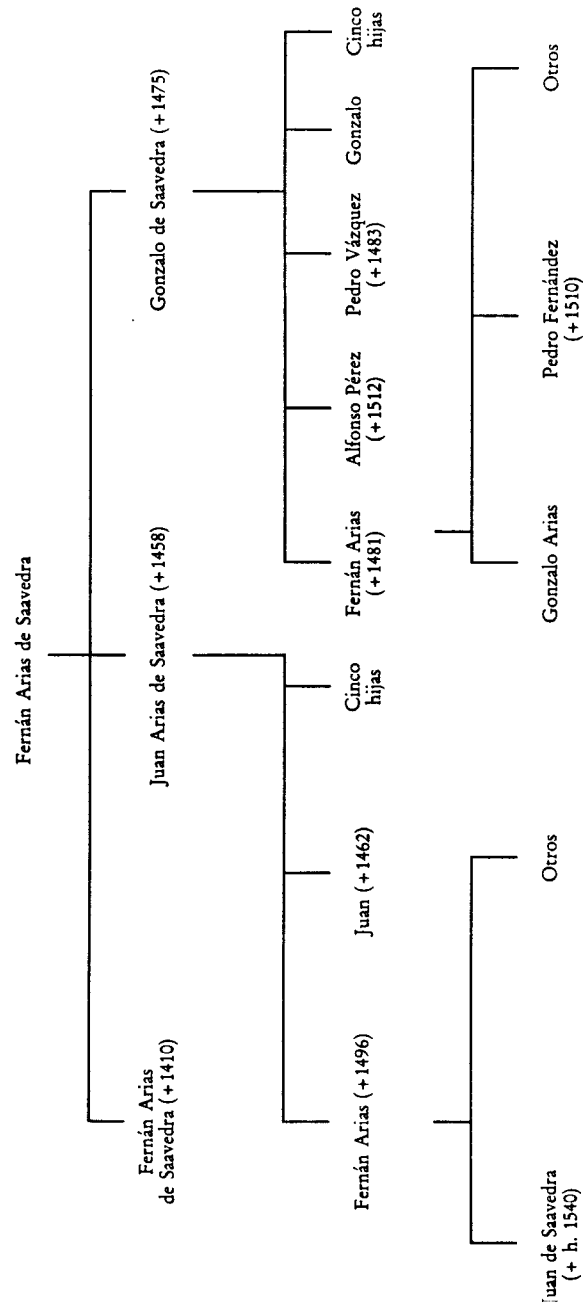 Fernán Arias de Saavedra
Fernán Arias
de Saavedra (+1410)
Juan Arias de Saavedra (+1458)
Gonzalo de Saavedra (+1475)
Fernán Arias (+1496)
Juan (+1462)
Cinco
hijas
Fernán Arias
(+1481)
Alfonso Pérez
(+1512)
Pedro Vázquez
(+1483)
Gonzalo
Cinco
hijas
Juan de Saavedra
(+ h. 1540)
Otros
Gonzalo Arias
Pedro Fernández
(+1510)
Otros